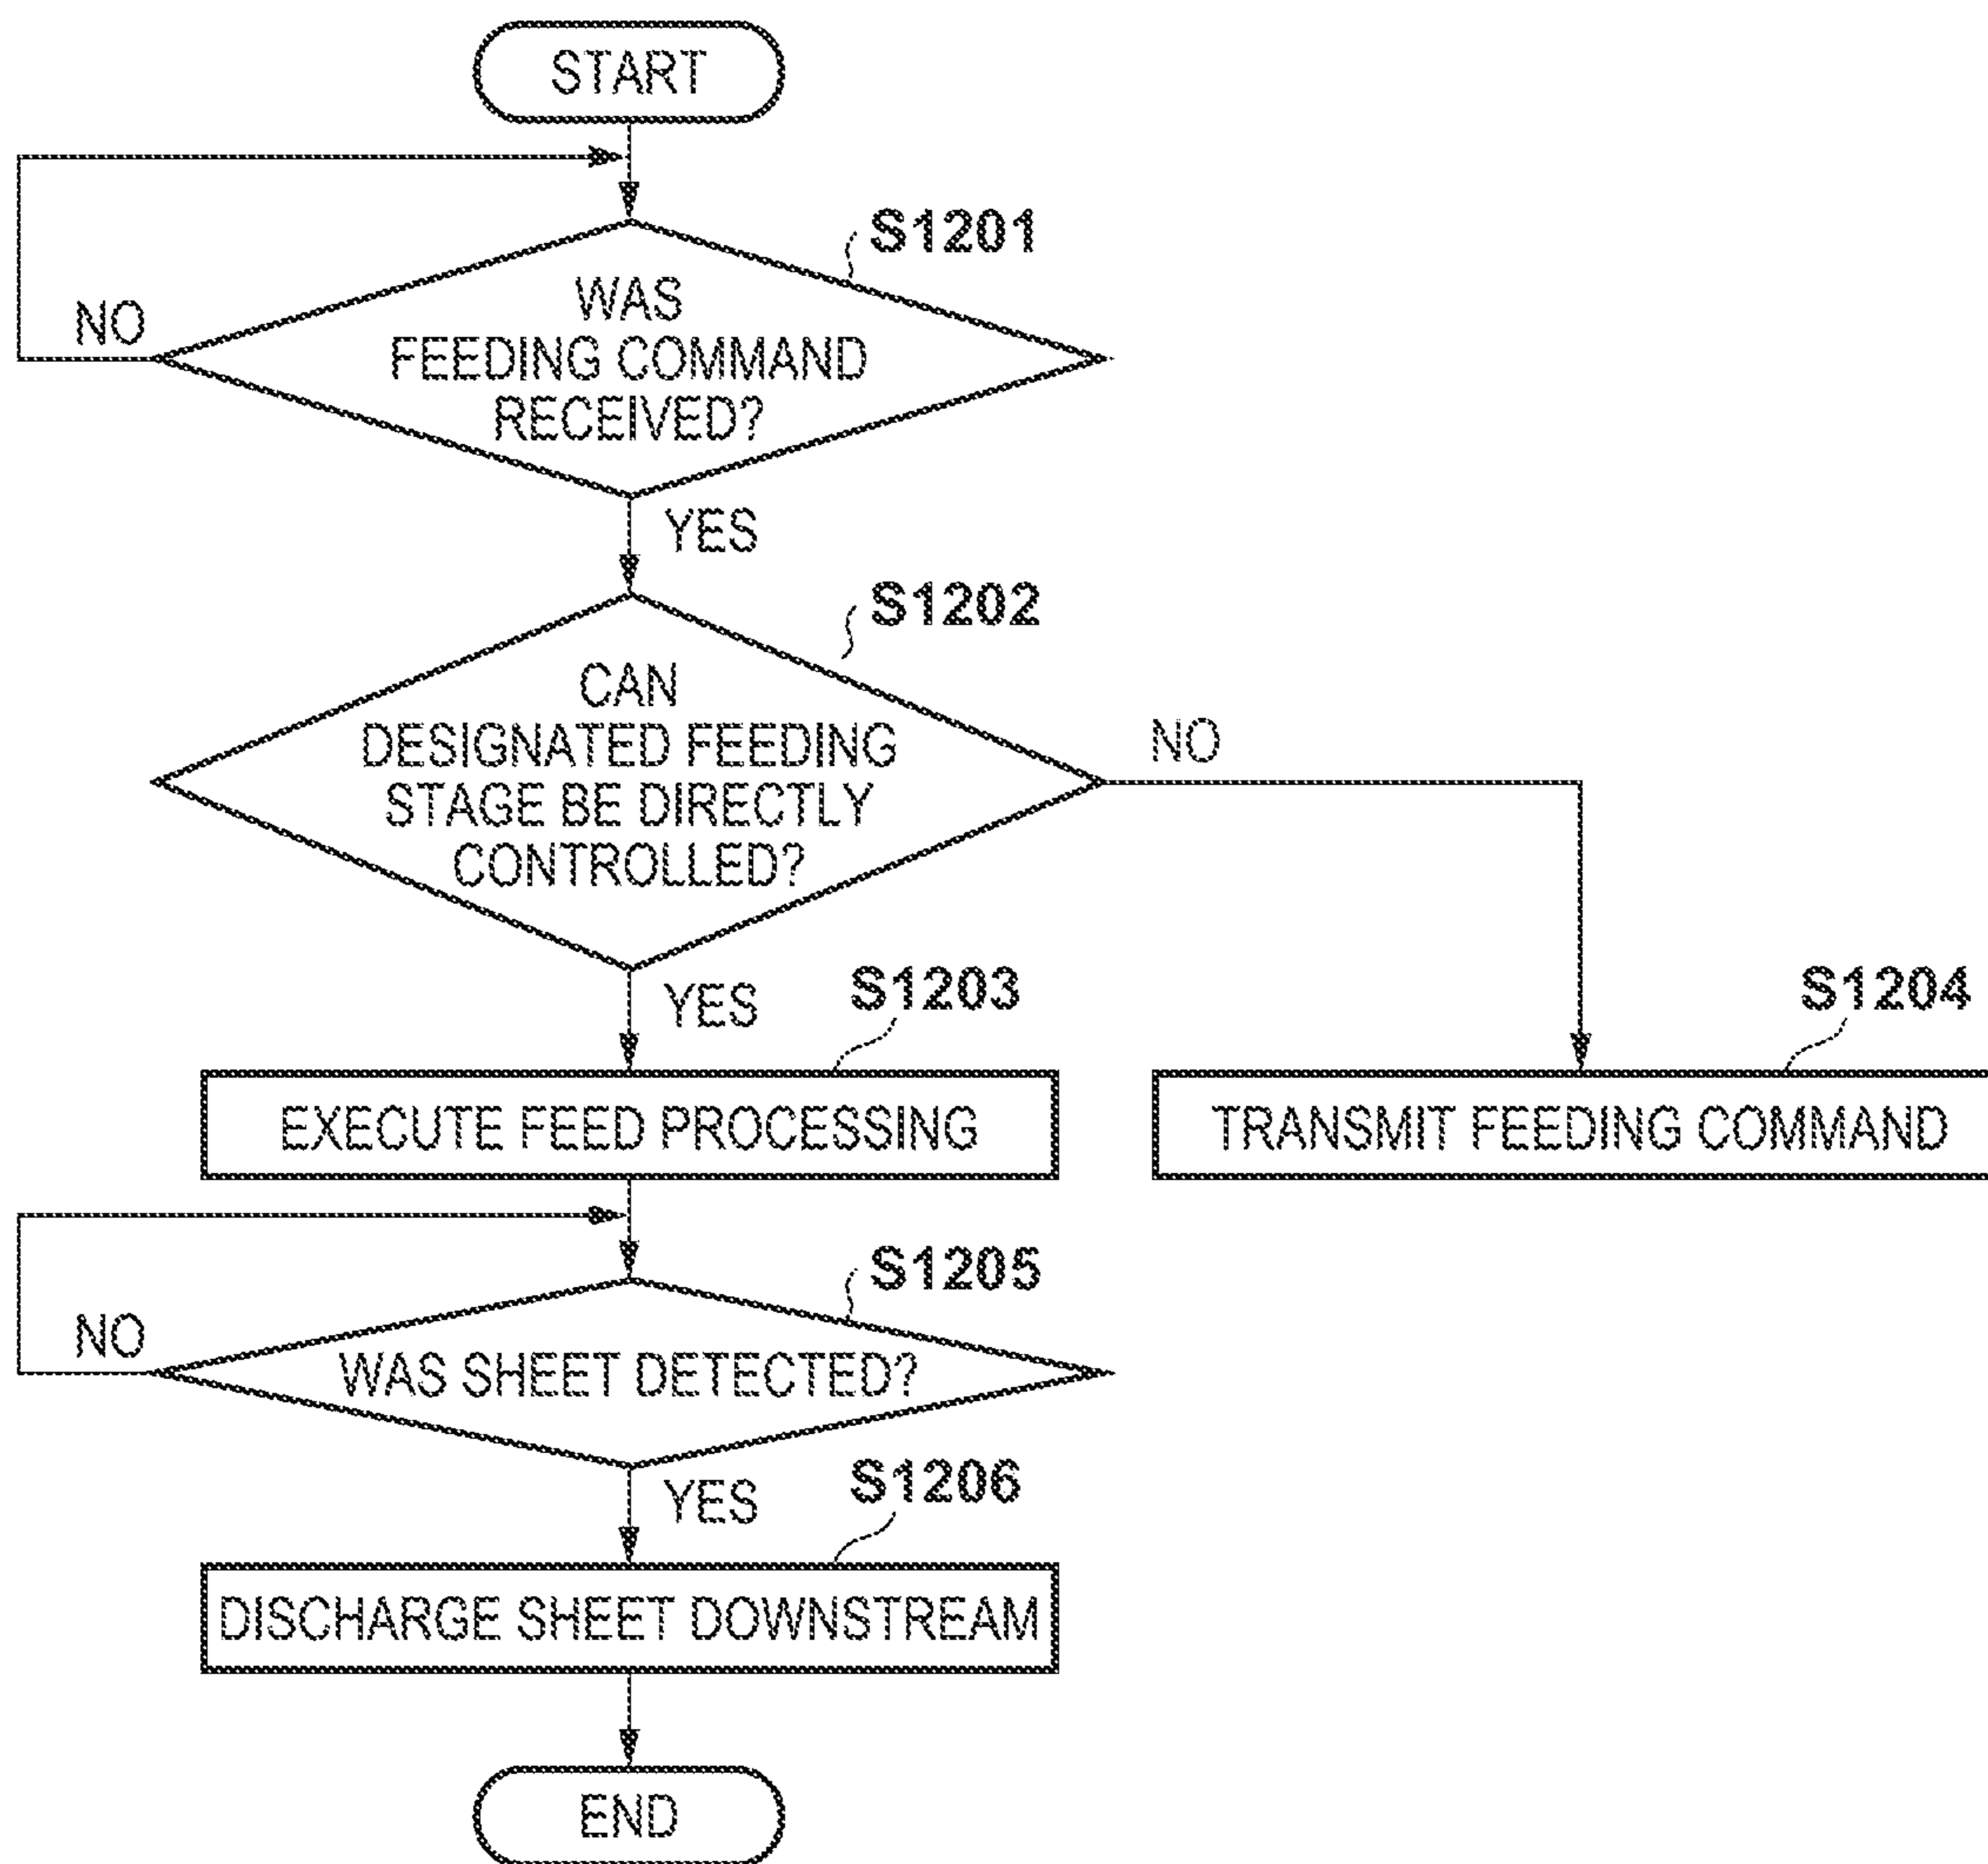 START
S1201
WAS
FEEDING COMMAND
RECEIVED?
NO
YES
S1202
CAN
DESIGNATED FEEDING
STAGE BE DIRECTLY
CONTROLLED?
NO
YES
S1203
EXECUTE FEED PROCESSING
S1204
TRANSMIT FEEDING COMMAND
S1205
WAS SHEET DETECTED?
NO
YES
S1206
DISCHARGE SHEET DOWNSTREAM
END